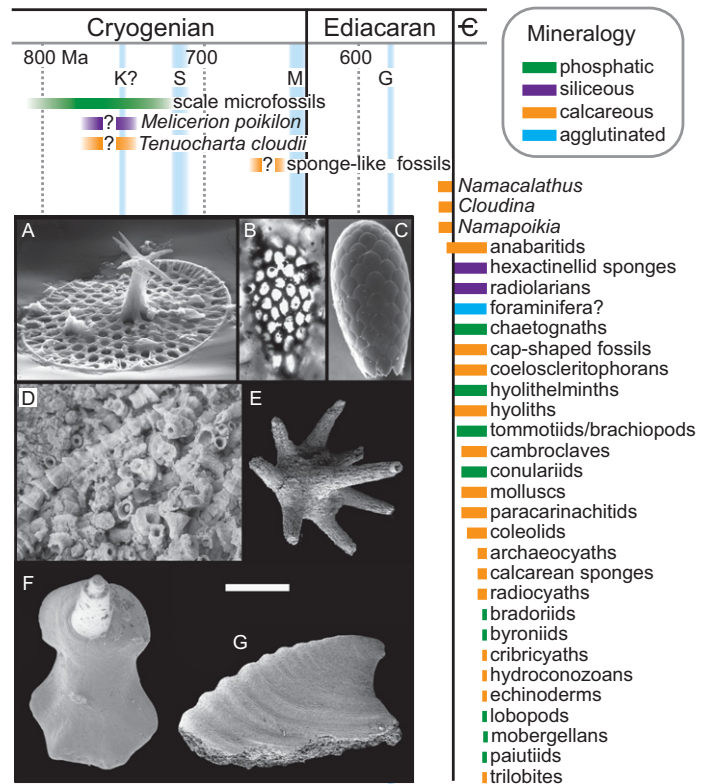 Cryogenian Ediacaran €
800 Ma 700 600
K? S M G
Mineralogy
phosphatic
siliceous
calcareous
agglutinated
scale microfossils
? Melicerion poikilon
? Tenuocharta cloudii
? sponge-like fossils
Namacalathus
Cloudina
Namapoikia
anabaritids
hexactinellid sponges
radiolarians
foraminifera?
chaetognaths
cap-shaped fossils
coeloscleritophorans
hyolithelminths
hyoliths
tommotiids/brachiopods
cambroclaves
conulariids
molluscs
paracarinachitids
coleolids
archaeocyaths
calcarean sponges
radiocyaths
bradoriids
byroniids
cribricyaths
hydroconozoans
echinoderms
lobopods
mobergellans
paiutiids
trilobites
A
B
C
D
E
F
G